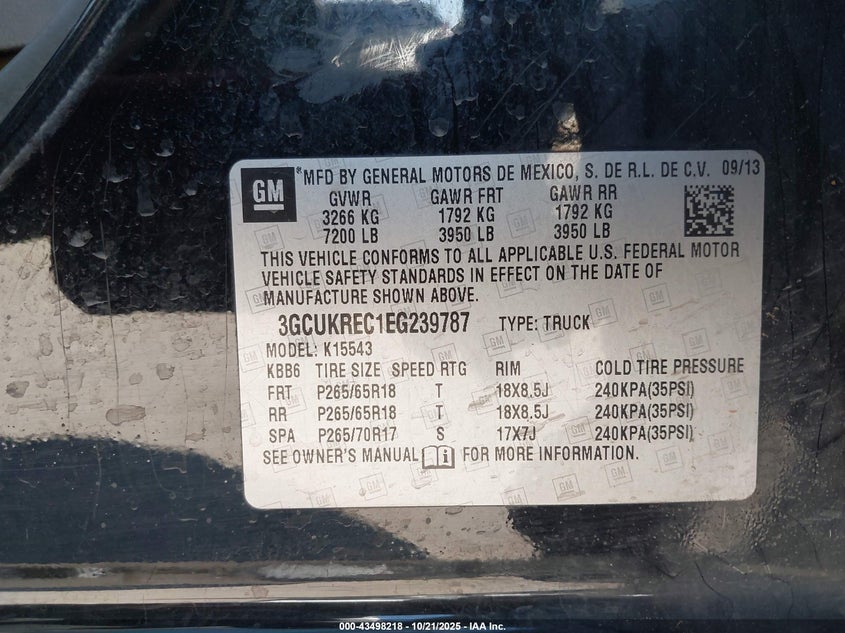 GM ® MFD BY GENERAL MOTORS DE MEXICO, S. DE R.L. DE C.V. 09/13
GVWR GAWR FRT GAWR RR
3266 KG 1792 KG 1792 KG
7200 LB 3950 LB 3950 LB
THIS VEHICLE CONFORMS TO ALL APPLICABLE U.S. FEDERAL MOTOR
VEHICLE SAFETY STANDARDS IN EFFECT ON THE DATE OF
MANUFACTURE SHOWN ABOVE.
3GCUKREC1EG239787 TYPE: TRUCK
MODEL: K15543
KBB6 TIRE SIZE SPEED RTG RIM COLD TIRE PRESSURE
FRT P265/65R18 T 18X8.5J 240KPA(35PSI)
RR P265/65R18 T 18X8.5J 240KPA(35PSI)
SPA P265/70R17 S 17X7J 240KPA(35PSI)
SEE OWNER'S MANUAL FOR MORE INFORMATION.
000-43498218 - 10/21/2025 - IAA Inc.